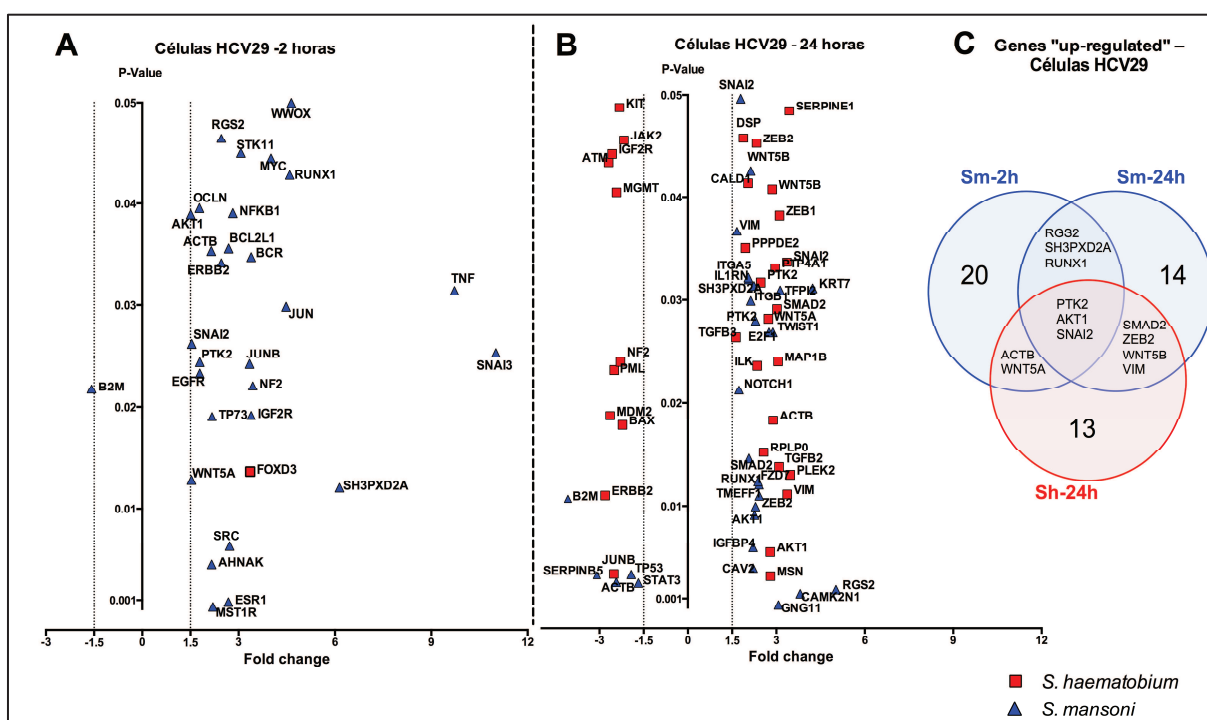 A
Células HCV29 -2 horas
P-Value
0.05
0.04
0.03
0.02
0.01
0.001
WWOX
RGS2
STK11
MYC
RUNX1
OCLN
AKT1
NFKB1
ACTB
BCL2L1
BCR
ERBB2
TNF
JUN
SNAI2
SNAI3
PTK2
JUNB
EGFR
NF2
B2M
TP73
IGF2R
WNT5A
FOXD3
SH3PXD2A
SRC
AHNAK
ESR1
MST1R
-3
-1.5
0
1.5
3
6
9
12
Fold change
B
Células HCV29 - 24 horas
P-Value
0.05
0.04
0.03
0.02
0.01
0.001
SNAI2
KIT
SERPINE1
DSP
JAK2
ZEB2
IGF2R
ATM
WNT5B
CALD1
WNT5B
MGMT
ZEB1
VIM
PPPDE2
SNAI2
ITGA5
PTP4A1
IL1RN
PTK2
SH3PXD2A
TFPI2
KRT7
ITGB1
SMAD2
PTK2
WNT5A
TWIST1
TGFB3
E2F1
NF2
PML
ILK
MAP1B
NOTCH1
MDM2
BAX
ACTB
RPLP0
SMAD2
TGFB2
RUNX1
FZD7
PLEK2
TMEFF1
VIM
B2M
ERBB2
ZEB2
AKT1
IGFBP4
AKT1
JUNB
CAV2
MSN
SERPINB5
TP53
ACTB
STAT3
RGS2
CAMK2N1
GNG11
-3
-1.5
0
1.5
3
6
9
12
Fold change
C
Genes "up-regulated" –
Células HCV29
Sm-2h
Sm-24h
RGS2
SH3PXD2A
RUNX1
20
14
PTK2
AKT1
SNAI2
SMAD2
ZEB2
WNT5B
VIM
ACTB
WNT5A
13
Sh-24h
S. haematobium
S. mansoni